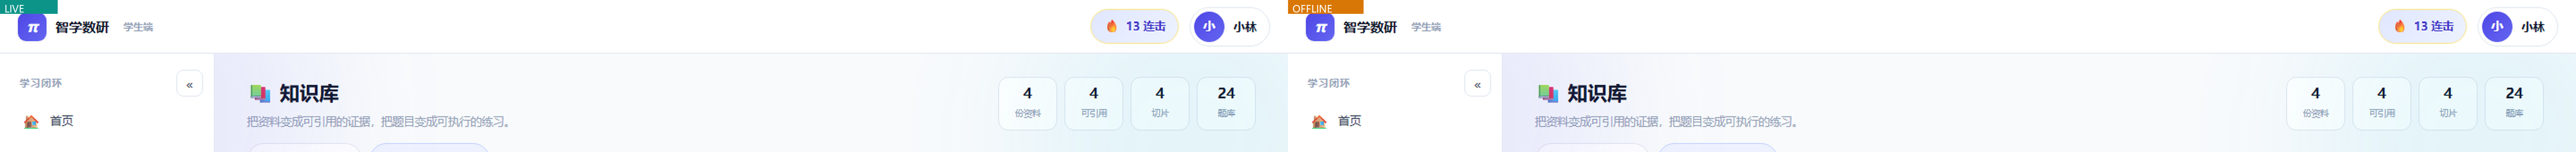 LIVE
π 智学数研 学生端
13 连击
小 小林
学习闭环
«
首页
知识库
把资料变成可引用的证据，把题目变成可执行的练习。
4 份资料
4 可引用
4 切片
24 题库
OFFLINE
π 智学数研 学生端
13 连击
小 小林
学习闭环
«
首页
知识库
把资料变成可引用的证据，把题目变成可执行的练习。
4 份资料
4 可引用
4 切片
24 题库